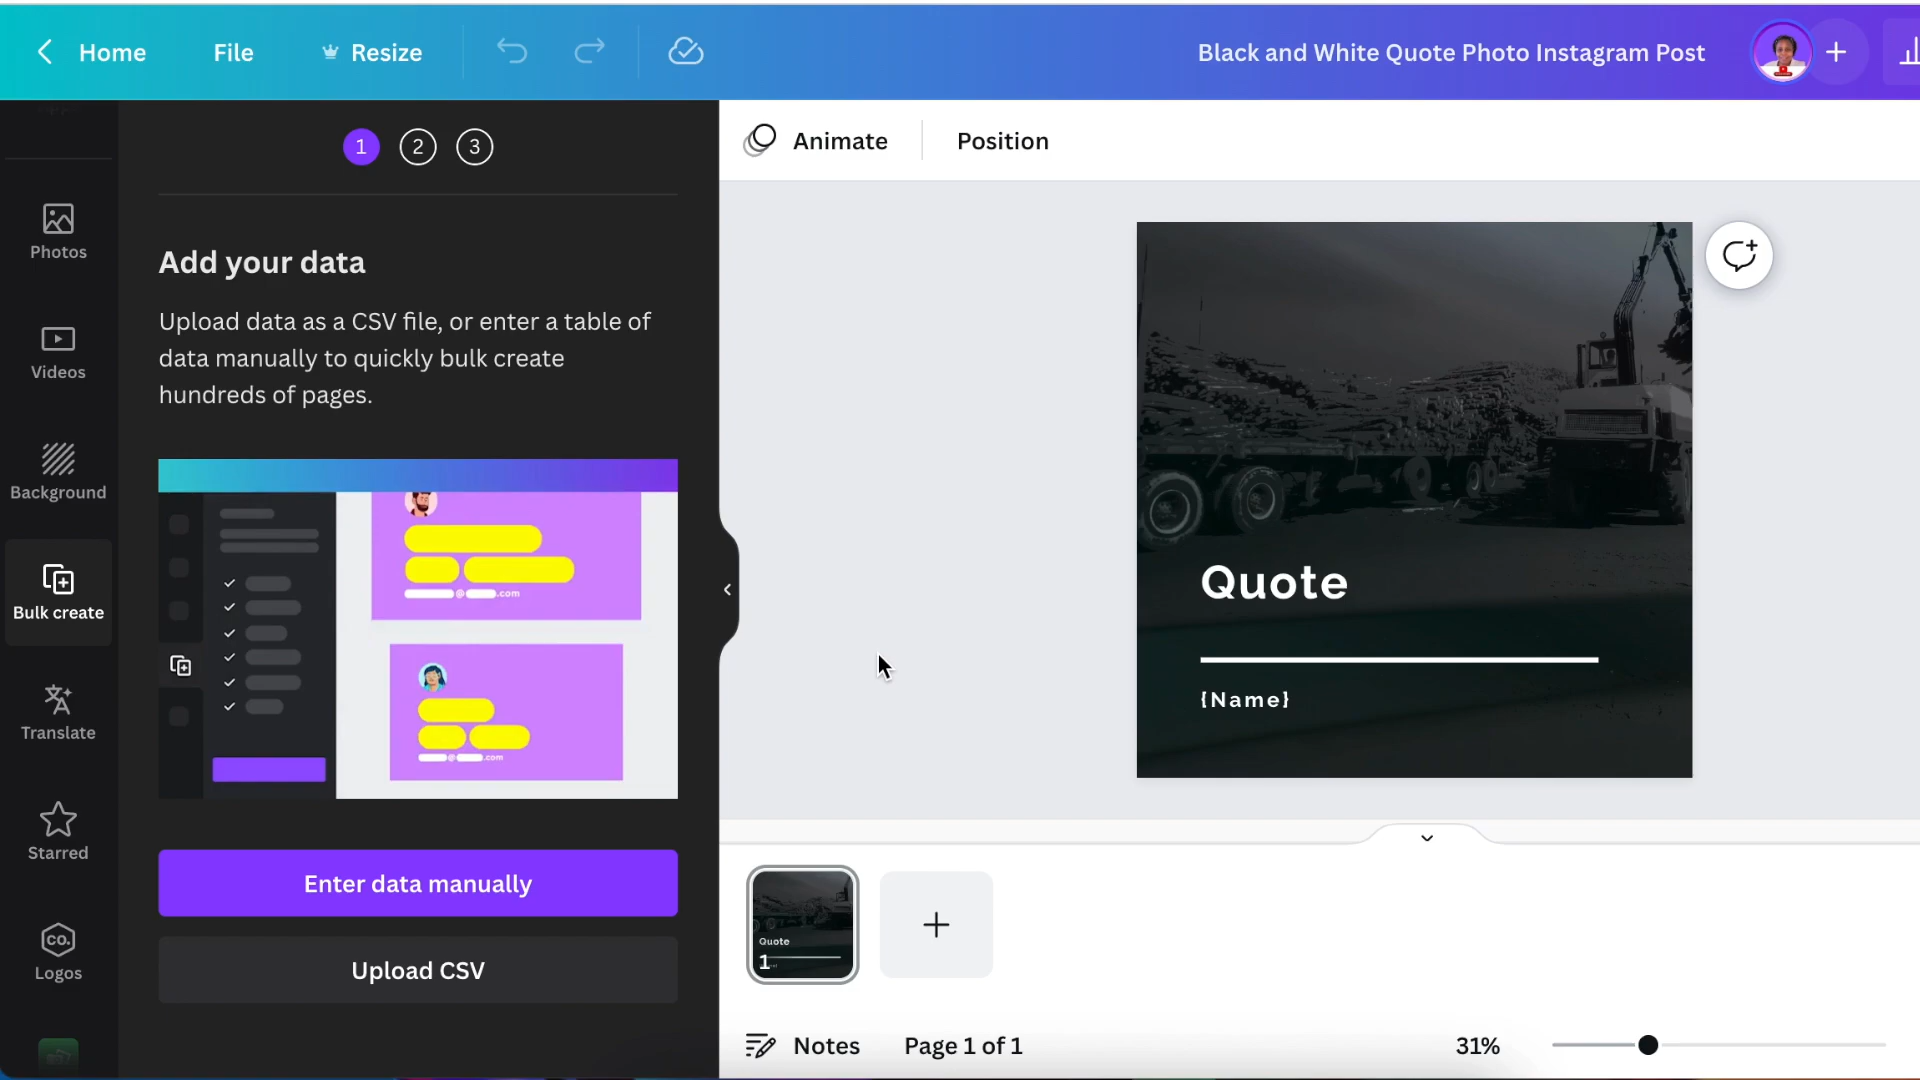 Home
File
Resize
Black and White Quote Photo Instagram Post
1
2
3
Animate
Position
Photos
Videos
Background
Bulk create
Translate
Starred
co.
Logos
Add your data
Upload data as a CSV file, or enter a table of
data manually to quickly bulk create
hundreds of pages.
@ .com
@ .com
Enter data manually
Upload CSV
Quote
{Name}
Quote
1
Notes
Page 1 of 1
31%